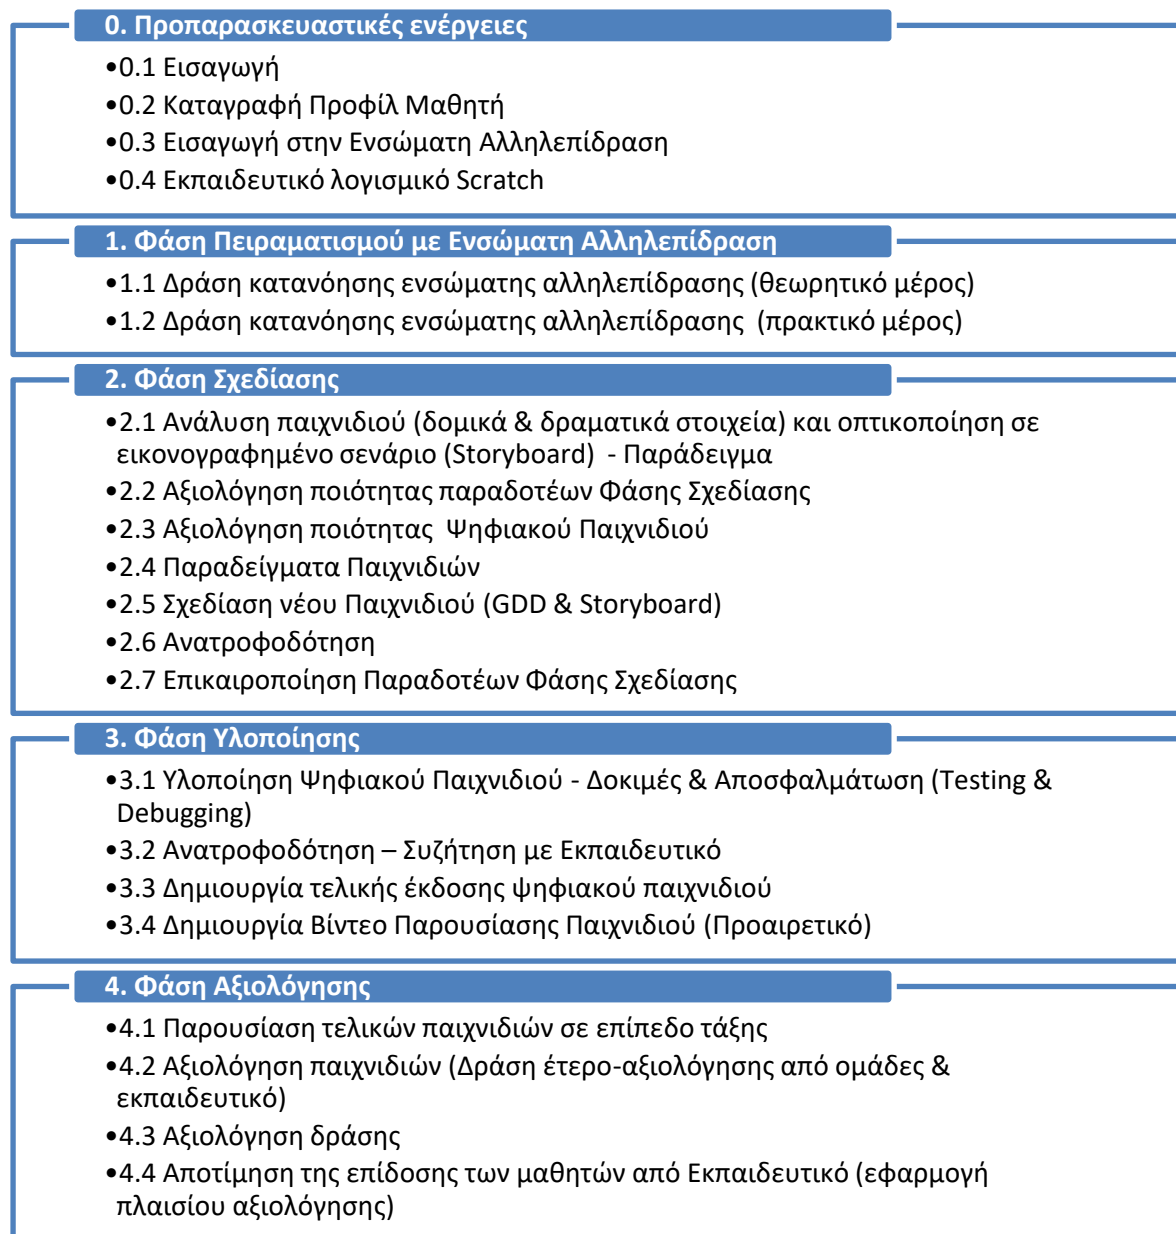 0. Προπαρασκευαστικές ενέργειες
•0.1 Εισαγωγή
•0.2 Καταγραφή Προφίλ Μαθητή
•0.3 Εισαγωγή στην Ενσώματη Αλληλεπίδραση
•0.4 Εκπαιδευτικό λογισμικό Scratch
1. Φάση Πειραματισμού με Ενσώματη Αλληλεπίδραση
•1.1 Δράση κατανόησης ενσώματης αλληλεπίδρασης (θεωρητικό μέρος)
•1.2 Δράση κατανόησης ενσώματης αλληλεπίδρασης  (πρακτικό μέρος)
2. Φάση Σχεδίασης
•2.1 Ανάλυση παιχνιδιού (δομικά & δραματικά στοιχεία) και οπτικοποίηση σε
εικονογραφημένο σενάριο (Storyboard)  - Παράδειγμα
•2.2 Αξιολόγηση ποιότητας παραδοτέων Φάσης Σχεδίασης
•2.3 Αξιολόγηση ποιότητας  Ψηφιακού Παιχνιδιού
•2.4 Παραδείγματα Παιχνιδιών
•2.5 Σχεδίαση νέου Παιχνιδιού (GDD & Storyboard)
•2.6 Ανατροφοδότηση
•2.7 Επικαιροποίηση Παραδοτέων Φάσης Σχεδίασης
3. Φάση Υλοποίησης
•3.1 Υλοποίηση Ψηφιακού Παιχνιδιού - Δοκιμές & Αποσφαλμάτωση (Testing &
Debugging)
•3.2 Ανατροφοδότηση – Συζήτηση με Εκπαιδευτικό
•3.3 Δημιουργία τελικής έκδοσης ψηφιακού παιχνιδιού
•3.4 Δημιουργία Βίντεο Παρουσίασης Παιχνιδιού (Προαιρετικό)
4. Φάση Αξιολόγησης
•4.1 Παρουσίαση τελικών παιχνιδιών σε επίπεδο τάξης
•4.2 Αξιολόγηση παιχνιδιών (Δράση έτερο-αξιολόγησης από ομάδες &
εκπαιδευτικό)
•4.3 Αξιολόγηση δράσης
•4.4 Αποτίμηση της επίδοσης των μαθητών από Εκπαιδευτικό (εφαρμογή
πλαισίου αξιολόγησης)